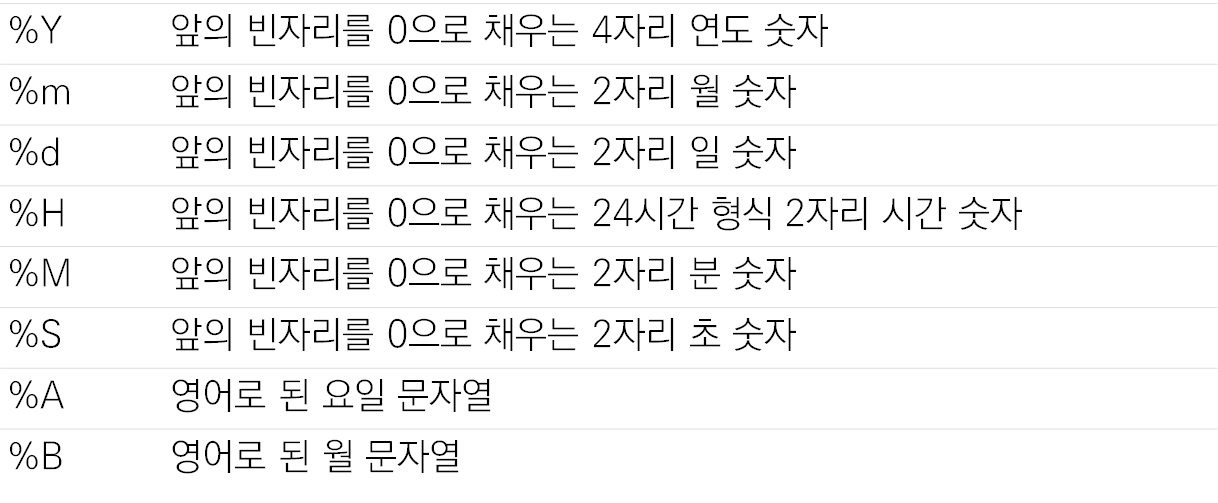 %Y 앞의 빈자리를 0으로 채우는 4자리 연도 숫자
%m 앞의 빈자리를 0으로 채우는 2자리 월 숫자
%d 앞의 빈자리를 0으로 채우는 2자리 일 숫자
%H 앞의 빈자리를 0으로 채우는 24시간 형식 2자리 시간 숫자
%M 앞의 빈자리를 0으로 채우는 2자리 분 숫자
%S 앞의 빈자리를 0으로 채우는 2자리 초 숫자
%A 영어로 된 요일 문자열
%B 영어로 된 월 문자열